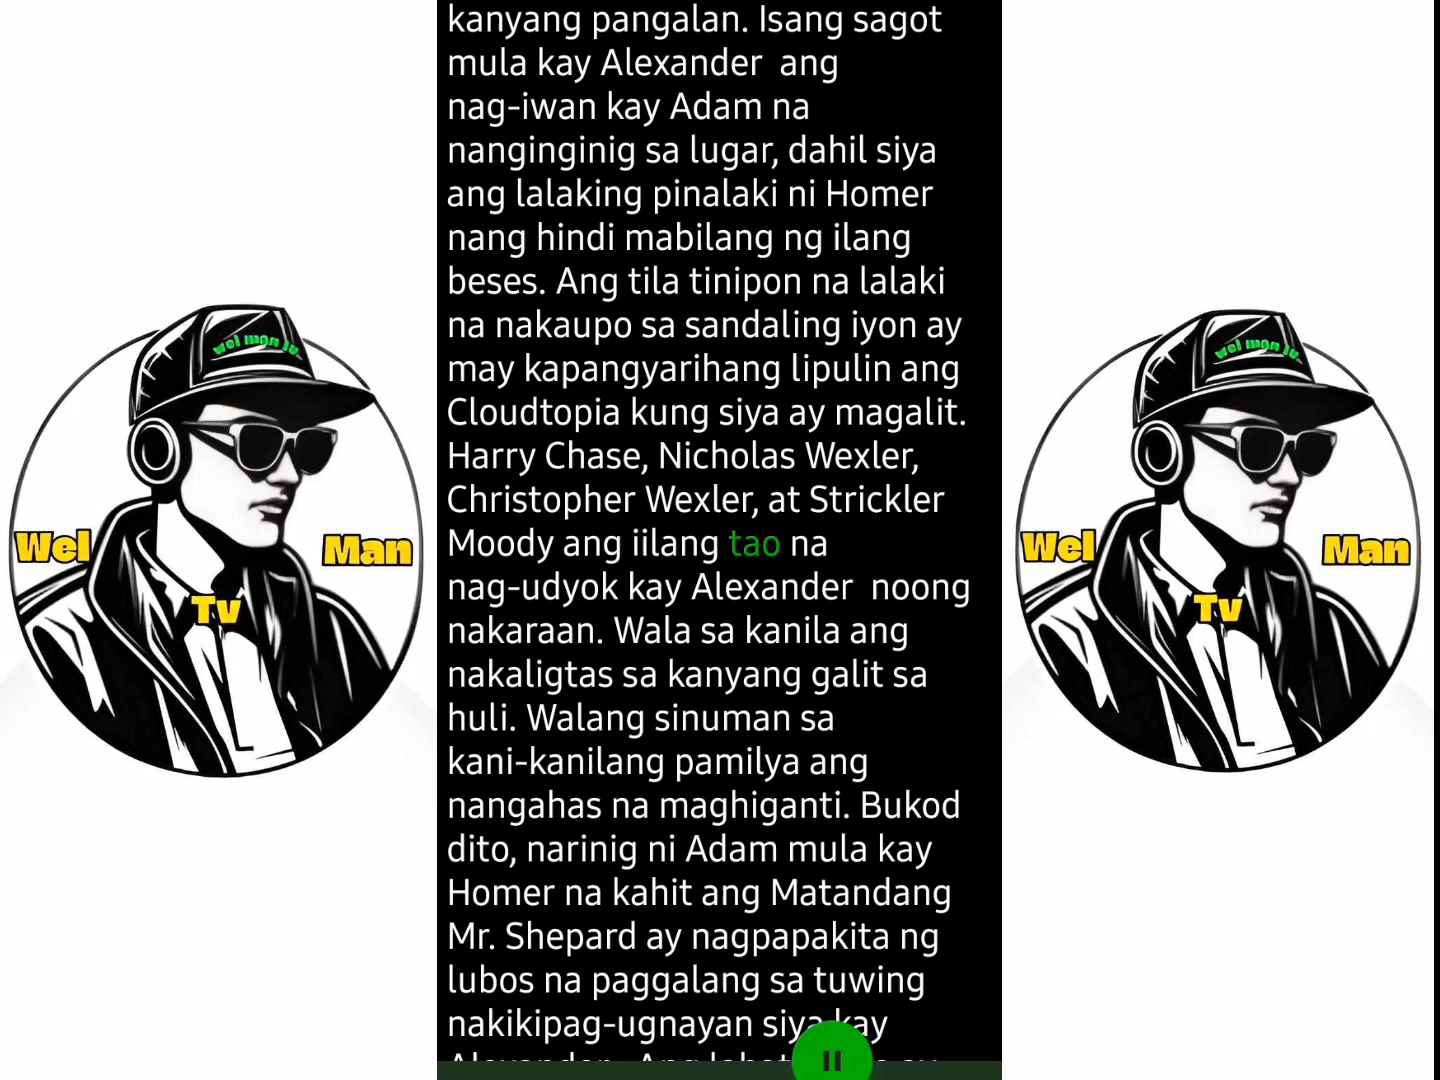 kanyang pangalan. Isang sagot
mula kay Alexander  ang
nag-iwan kay Adam na
nanginginig sa lugar, dahil siya
ang lalaking pinalaki ni Homer
nang hindi mabilang ng ilang
beses. Ang tila tinipon na lalaki
na nakaupo sa sandaling iyon ay
may kapangyarihang lipulin ang
Cloudtopia kung siya ay magalit.
Harry Chase, Nicholas Wexler,
Christopher Wexler, at Strickler
Moody ang iilang tao na
nag-udyok kay Alexander  noong
nakaraan. Wala sa kanila ang
nakaligtas sa kanyang galit sa
huli. Walang sinuman sa
kani-kanilang pamilya ang
nangahas na maghiganti. Bukod
dito, narinig ni Adam mula kay
Homer na kahit ang Matandang
Mr. Shepard ay nagpapakita ng
lubos na paggalang sa tuwing
nakikipag-ugnayan siya kay
wel man tv
Wel Man
Tv
wel man tv
Wel Man
Tv